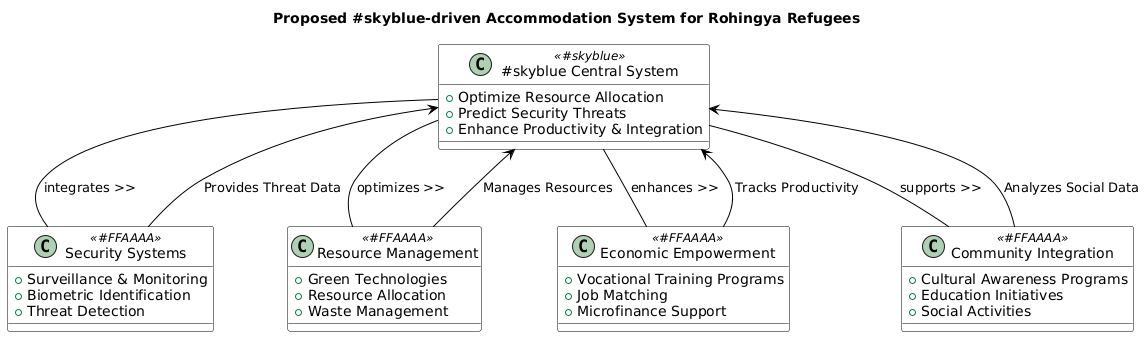 Proposed #skyblue-driven Accommodation System for Rohingya Refugees
«#skyblue»
C #skyblue Central System
Optimize Resource Allocation
Predict Security Threats
Enhance Productivity & Integration
integrates >>
Provides Threat Data
optimizes >>
Manages Resources
enhances >>
Tracks Productivity
supports >>
Analyzes Social Data
«#FFAAAA»
C Security Systems
Surveillance & Monitoring
Biometric Identification
Threat Detection
«#FFAAAA»
C Resource Management
Green Technologies
Resource Allocation
Waste Management
«#FFAAAA»
C Economic Empowerment
Vocational Training Programs
Job Matching
Microfinance Support
«#FFAAAA»
C Community Integration
Cultural Awareness Programs
Education Initiatives
Social Activities